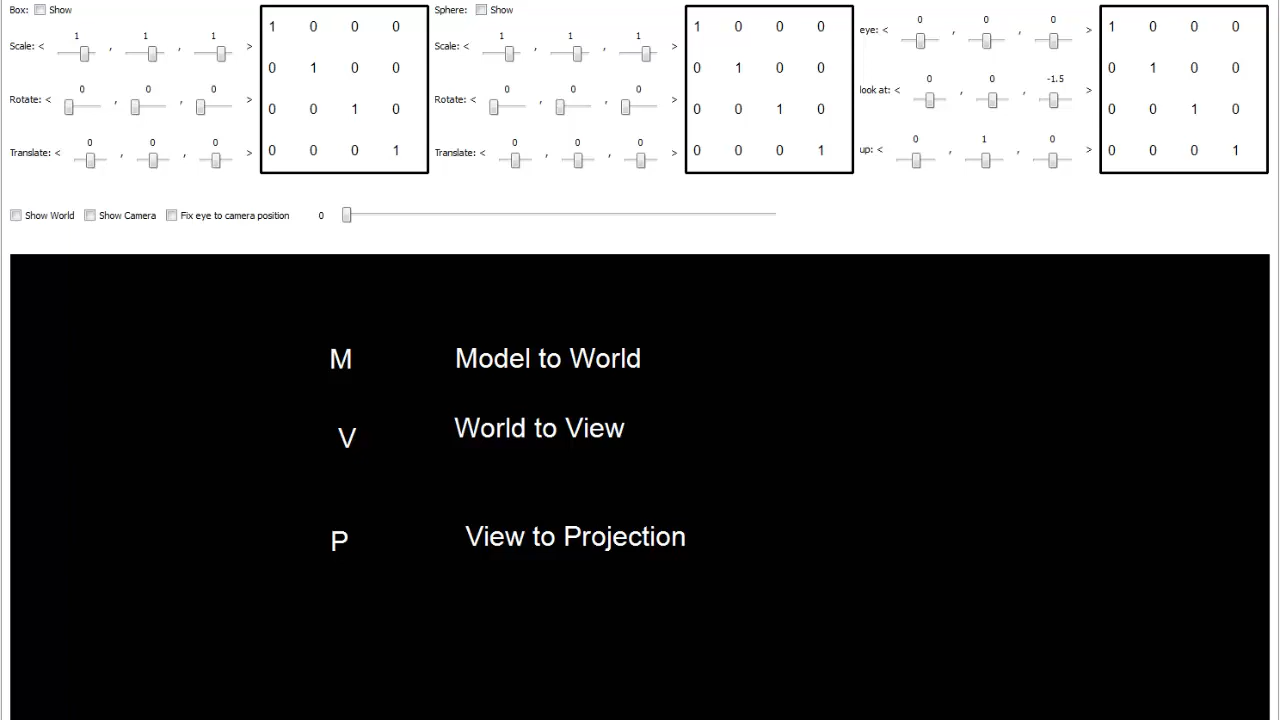 Box: Show
Scale: < 1 , 1 , 1 >
Rotate: < 0 , 0 , 0 >
Translate: < 0 , 0 , 0 >
1 0 0 0
0 1 0 0
0 0 1 0
0 0 0 1
Sphere: Show
Scale: < 1 , 1 , 1 >
Rotate: < 0 , 0 , 0 >
Translate: < 0 , 0 , 0 >
1 0 0 0
0 1 0 0
0 0 1 0
0 0 0 1
eye: < 0 , 0 , 0 >
look at: < 0 , 0 , -1.5 >
up: < 0 , 1 , 0 >
1 0 0 0
0 1 0 0
0 0 1 0
0 0 0 1
Show World Show Camera Fix eye to camera position 0
M Model to World
V World to View
P View to Projection